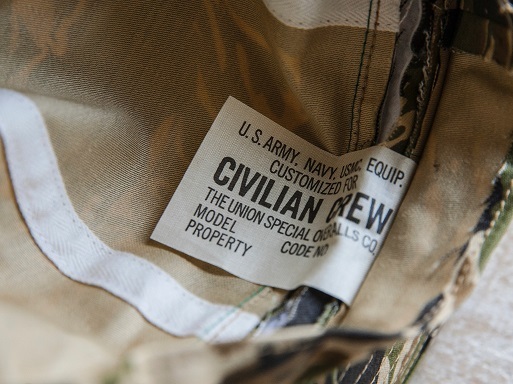 U.S. ARMY. NAVY. USMC. EQUIP.
CUSTOMIZED FOR
CIVILIAN CREW
THE UNION SPECIAL OVERALLS CO.
MODEL CODE NO
PROPERTY